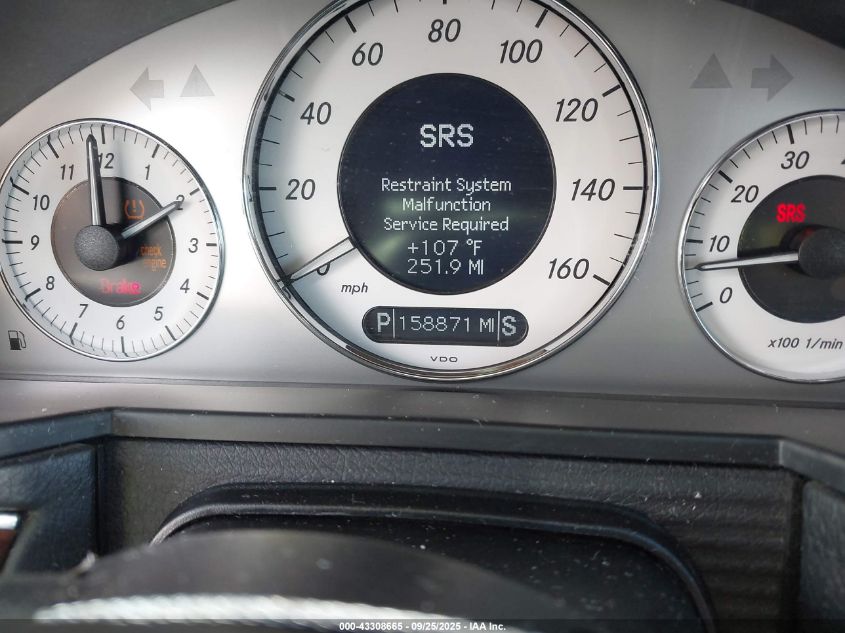 80
60
100
40
120
20
140
0
160
mph
SRS
Restraint System
Malfunction
Service Required
+107 °F
251.9 MI
P 158871 MI S
VDO
12
1
2
3
4
5
6
7
8
9
10
11
check
engine
Brake
30
20
10
0
SRS
x100 1/min
000-43308665 - 09/25/2025 - IAA Inc.